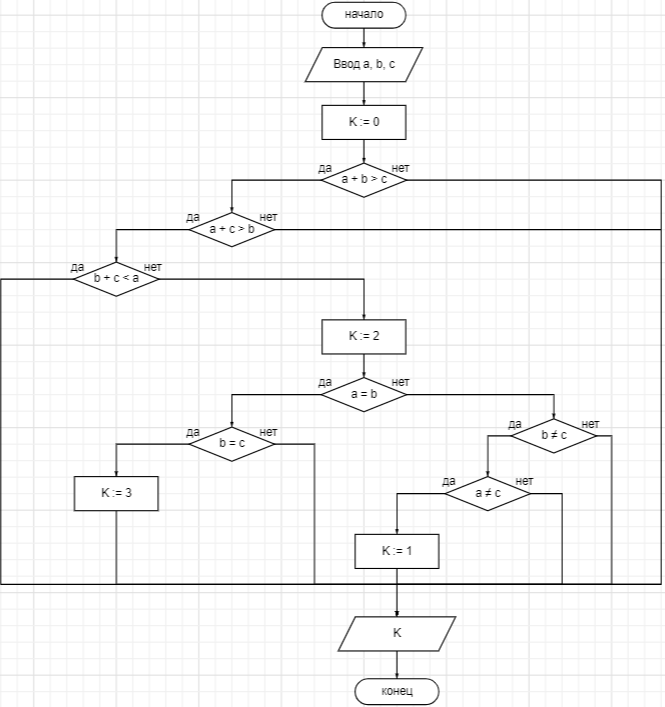 начало
Ввод a, b, c
K := 0
да
нет
a + b > c
да
нет
a + c > b
да
нет
b + c < a
K := 2
да
нет
a = b
да
нет
b = c
да
нет
b ≠ c
K := 3
да
нет
a ≠ c
K := 1
K
конец